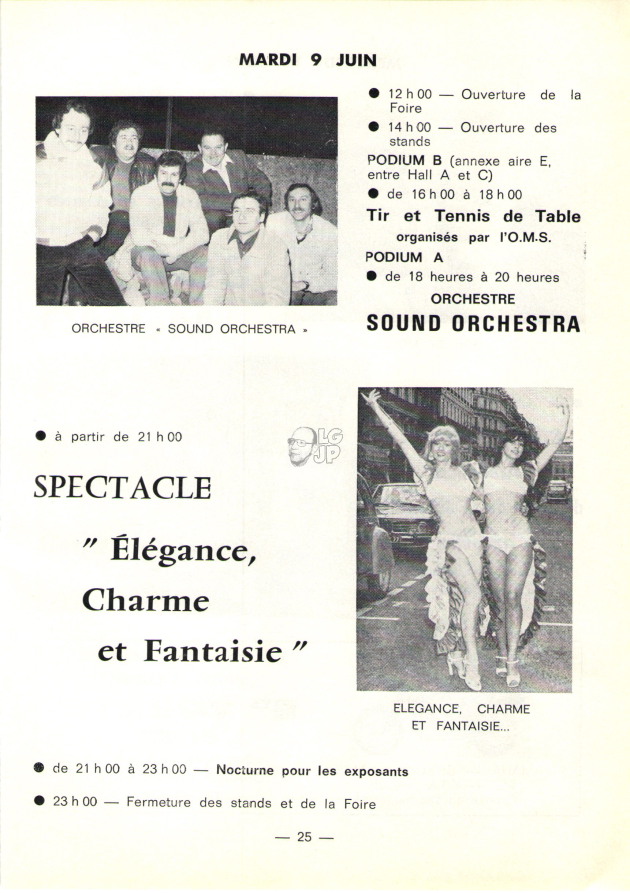 MARDI 9 JUIN
● 12 h 00 — Ouverture de la
Foire
● 14 h 00 — Ouverture des
stands
PODIUM B (annexe aire E,
entre Hall A et C)
● de 16 h 00 à 18 h 00
Tir et Tennis de Table
organisés par l'O.M.S.
PODIUM A
● de 18 heures à 20 heures
ORCHESTRE
SOUND ORCHESTRA
ORCHESTRE « SOUND ORCHESTRA »
● à partir de 21 h 00
LG
JP
SPECTACLE
" Élégance,
Charme
et Fantaisie "
ELEGANCE, CHARME
ET FANTAISIE...
● de 21 h 00 à 23 h 00 — Nocturne pour les exposants
● 23 h 00 — Fermeture des stands et de la Foire
— 25 —